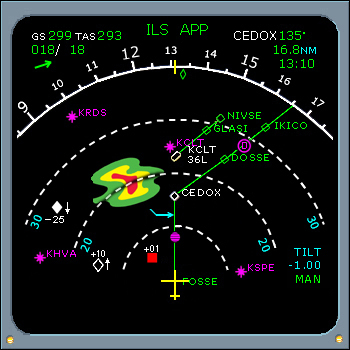 GS 299 TAS 293
ILS APP
CEDOX 135°
018/ 18
16.8NM
13:10
9
10
11
12
13
14
15
16
17
KRDS
NIVSE
GLASI
IKICO
KCLT
KCLT
36L
DOSSE
CEDOX
-25
30
20
20
30
KHVA
+10
+01
KSPE
FOSSE
TILT
-1.00
MAN